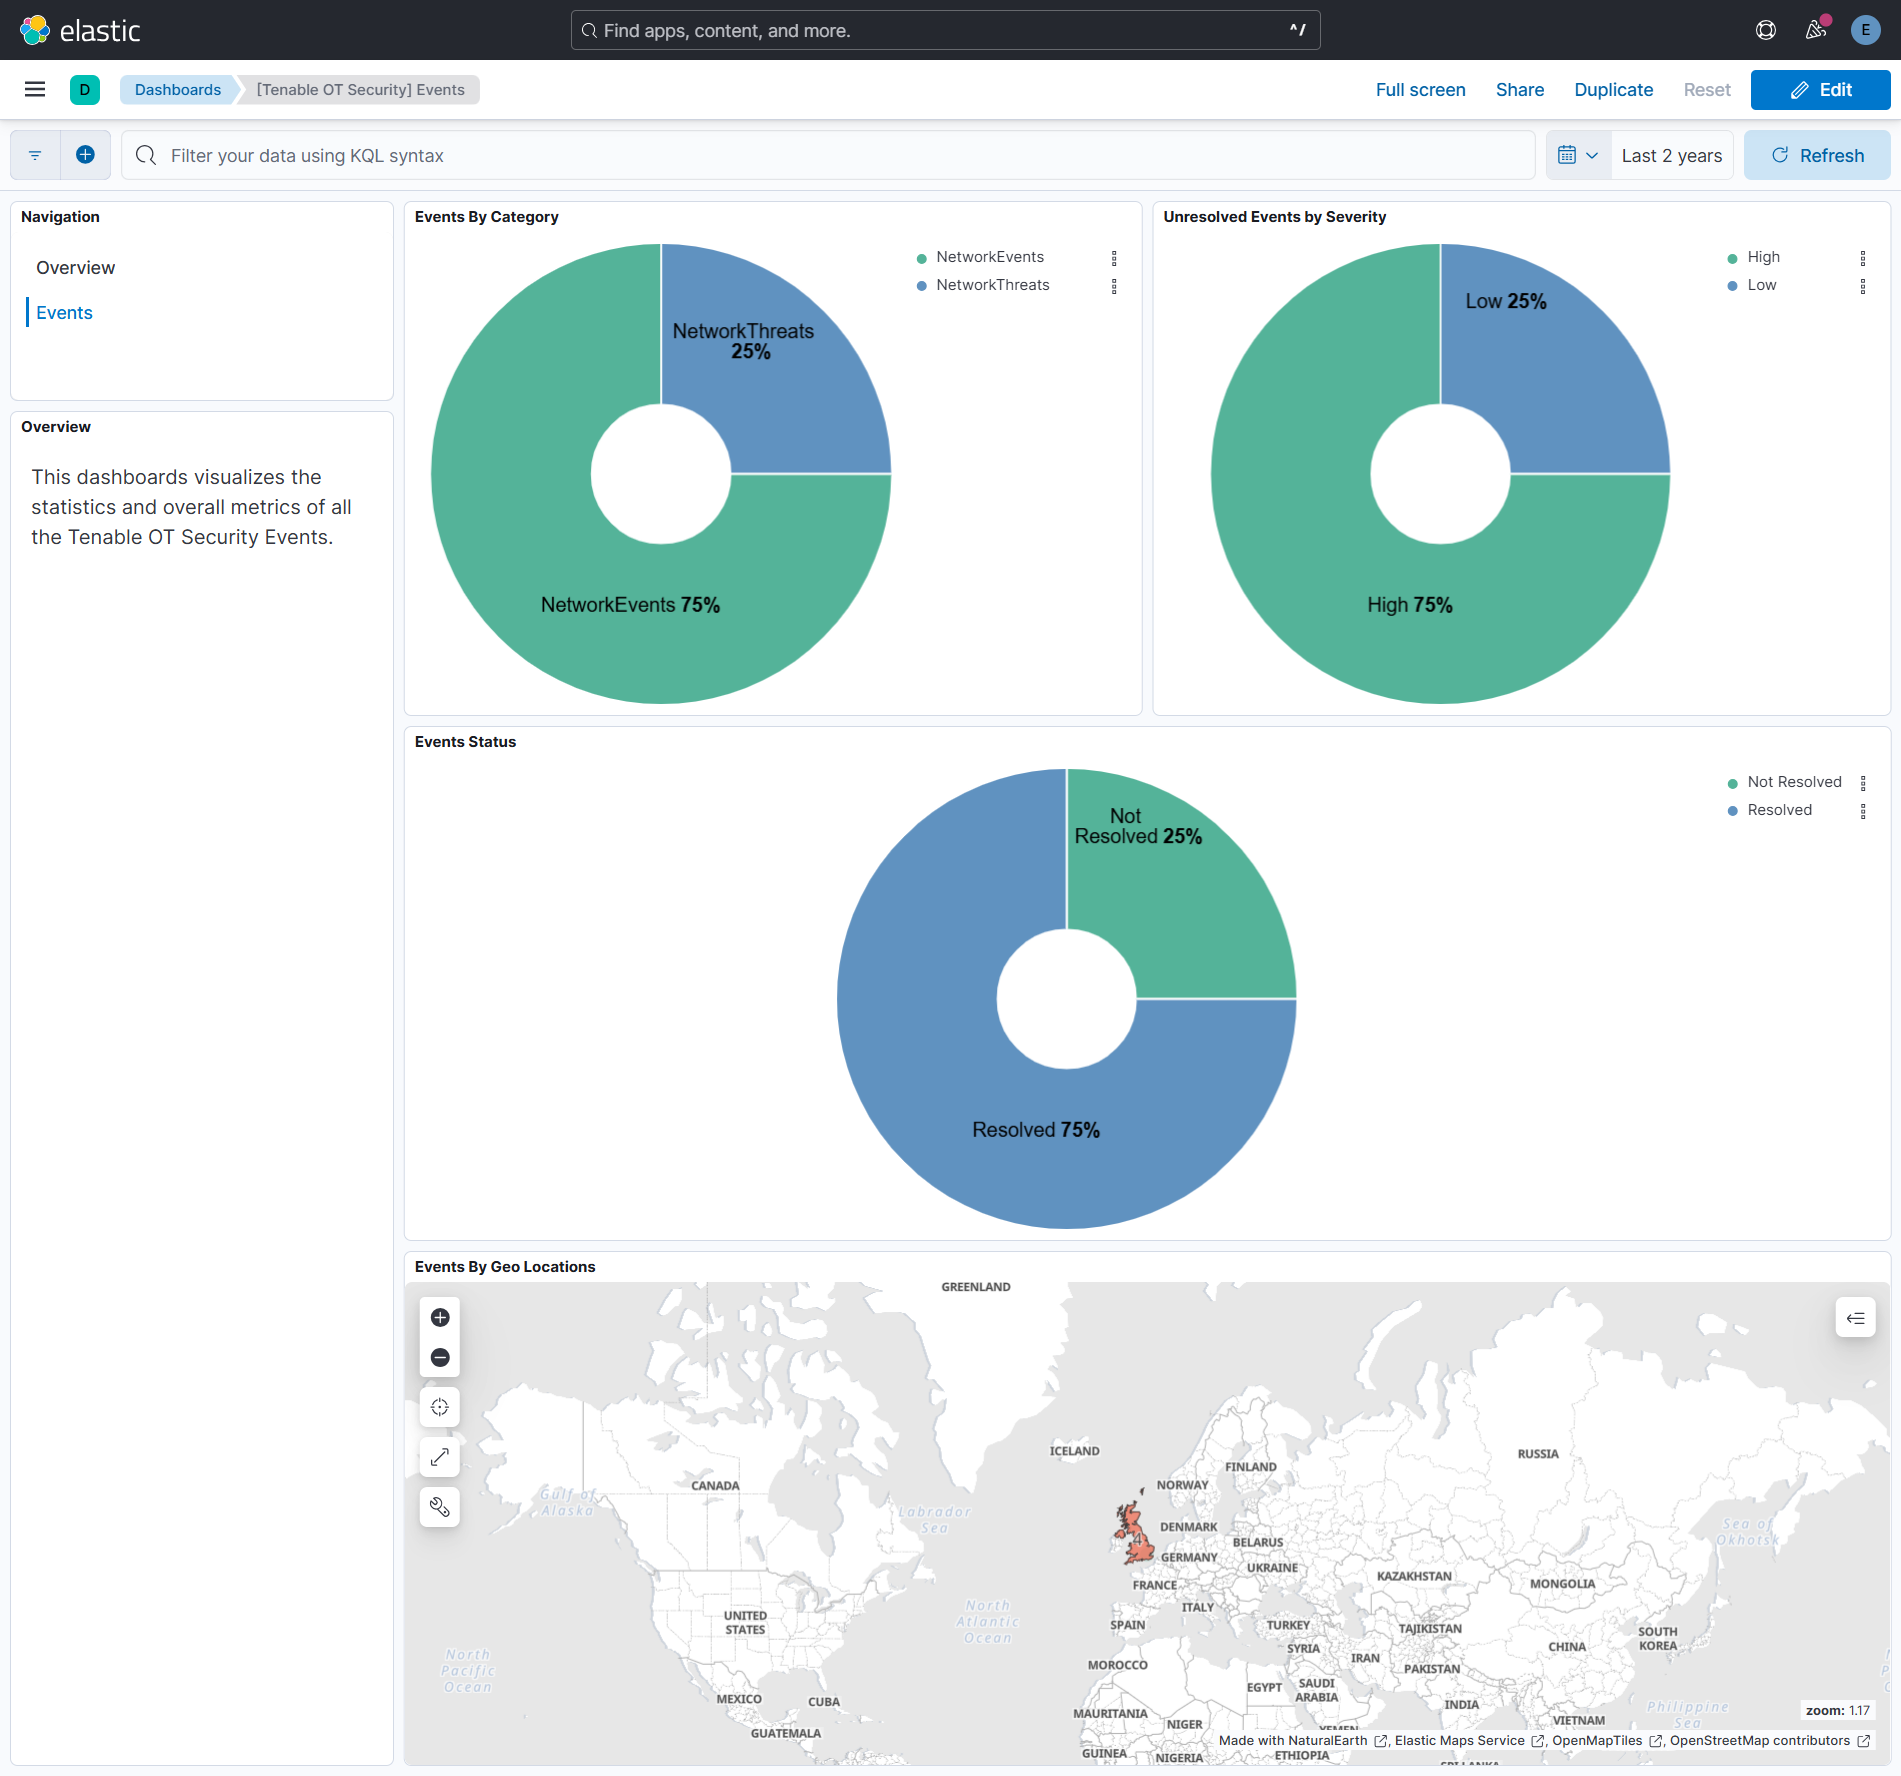 elastic
Find apps, content, and more.
^/
E
D
Dashboards
[Tenable OT Security] Events
Full screen
Share
Duplicate
Reset
Edit
Filter your data using KQL syntax
Last 2 years
Refresh
Navigation
Overview
Events
Overview
This dashboards visualizes the
statistics and overall metrics of all
the Tenable OT Security Events.
Events By Category
NetworkThreats
25%
NetworkEvents 75%
NetworkEvents
NetworkThreats
Unresolved Events by Severity
Low 25%
High 75%
High
Low
Events Status
Not
Resolved 25%
Resolved 75%
Not Resolved
Resolved
Events By Geo Locations
GREENLAND
ICELAND
RUSSIA
FINLAND
NORWAY
CANADA
Gulf of
Alaska
Labrador
Sea
DENMARK
Sea of
Okhotsk
4
BELARUS
GERMANY
UKRAINE
KAZAKHSTAN
MONGOLIA
FRANCE
ITALY
North
Atlantic
Ocean
UNITED
STATES
SPAIN
TURKEY
TAJIKISTAN
SOUTH
KOREA
SYRIA
CHINA
North
Pacific
Ocean
IRAN
MOROCCO
PAKISTAN
EGYPT
SAUDI
ARABIA
MEXICO
CUBA
INDIA
Philippine
Sea
MAURITANIA
NIGER
VIETNAM
zoom: 1.17
GUATEMALA
YEMEN
Made with NaturalEarth , Elastic Maps Service , OpenMapTiles , OpenStreetMap contributors
GUINEA
NIGERIA
ETHIOPIA
SRI LANKA